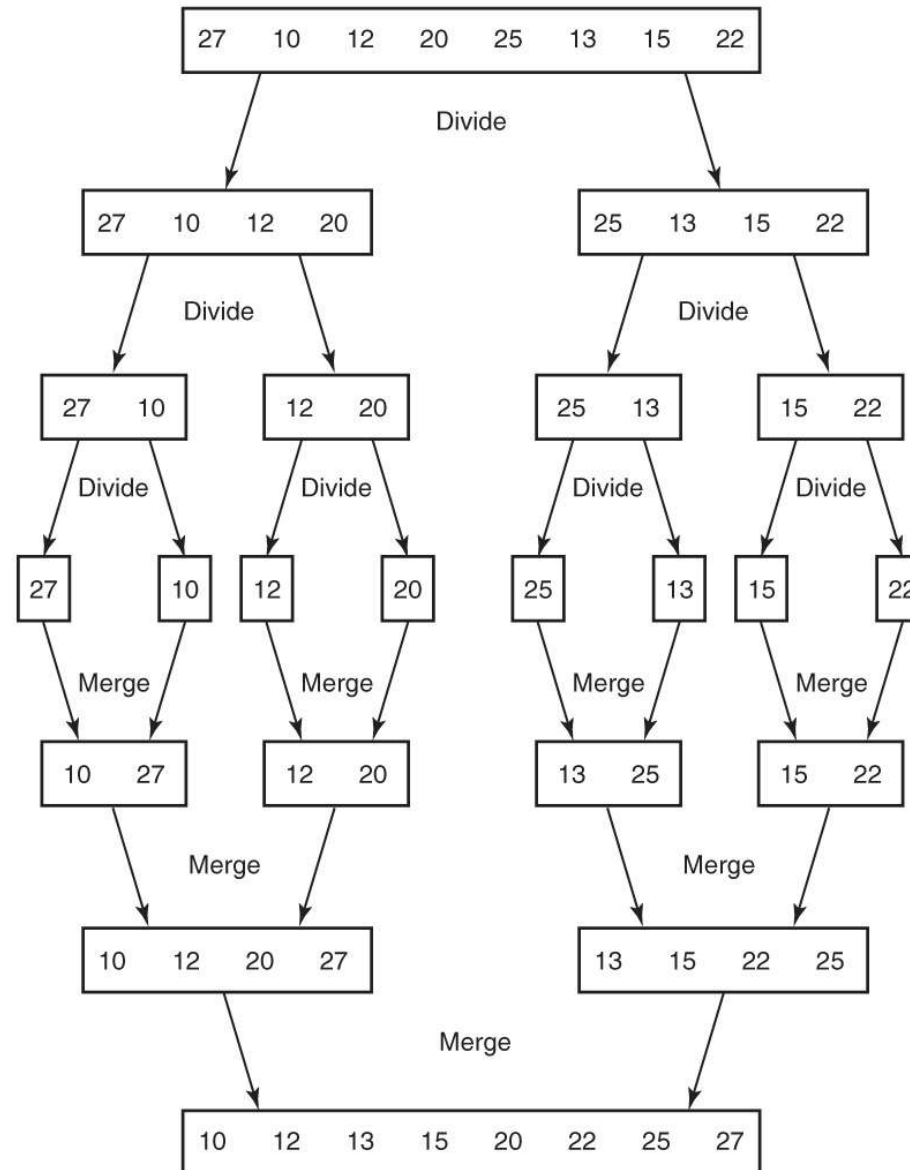 27 10 12 20 25 13 15 22
Divide
27 10 12 20 25 13 15 22
Divide Divide
27 10 12 20 25 13 15 22
Divide Divide Divide Divide
27 10 12 20 25 13 15 22
Merge Merge Merge Merge
10 27 12 20 13 25 15 22
Merge Merge
10 12 20 27 13 15 22 25
Merge
10 12 13 15 20 22 25 27